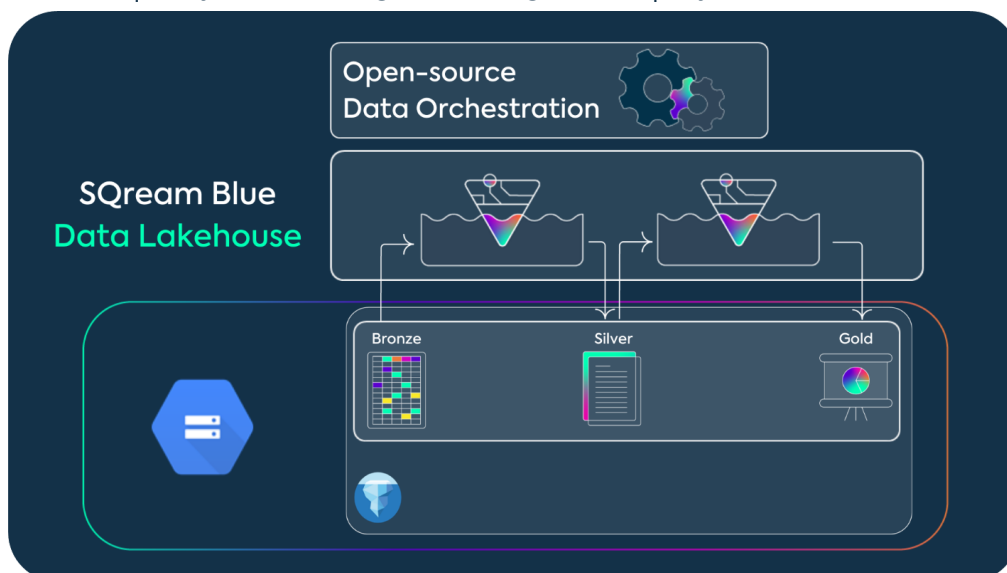 Open-source
Data Orchestration
SQream Blue
Data Lakehouse
Bronze
Silver
Gold